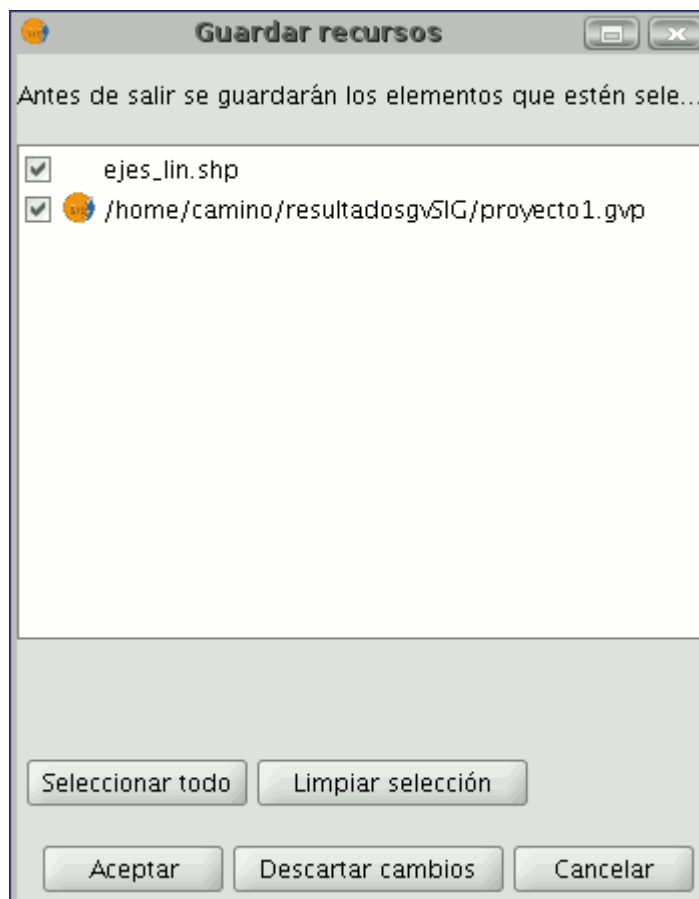 Guardar recursos
Antes de salir se guardarán los elementos que estén sele...
ejes_lin.shp
/home/camino/resultadosgvSIG/proyecto1.gvp
Seleccionar todo
Limpiar selección
Aceptar
Descartar cambios
Cancelar